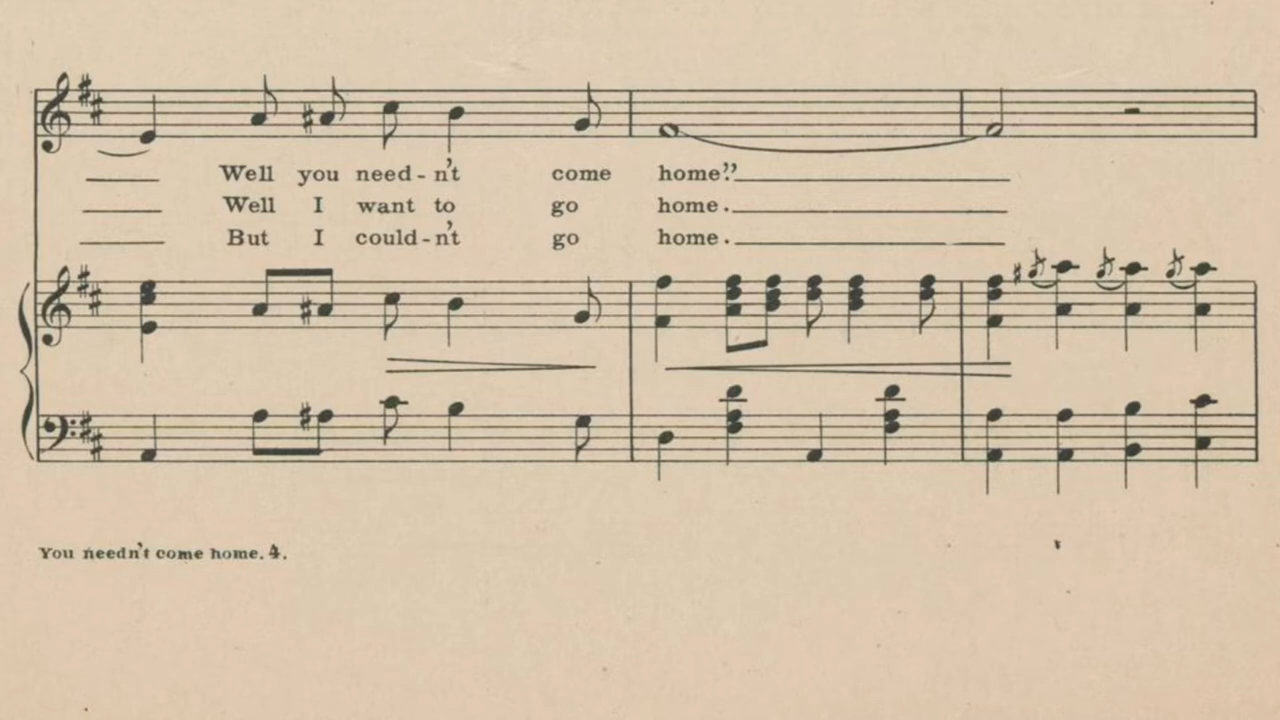 Well you need-n't come home."
Well I want to go home.
But I could-n't go home.
You needn't come home. 4.